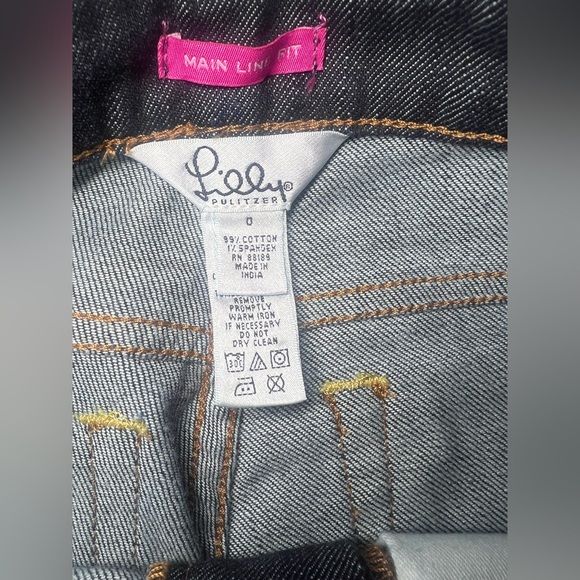 MAIN LINE FIT
Lilly®
PULITZER
0
99% COTTON
1% SPANDEX
RN 88189
MADE IN
INDIA
REMOVE
PROMPTLY
WARM IRON
IF NECESSARY
DO NOT
DRY CLEAN
30C